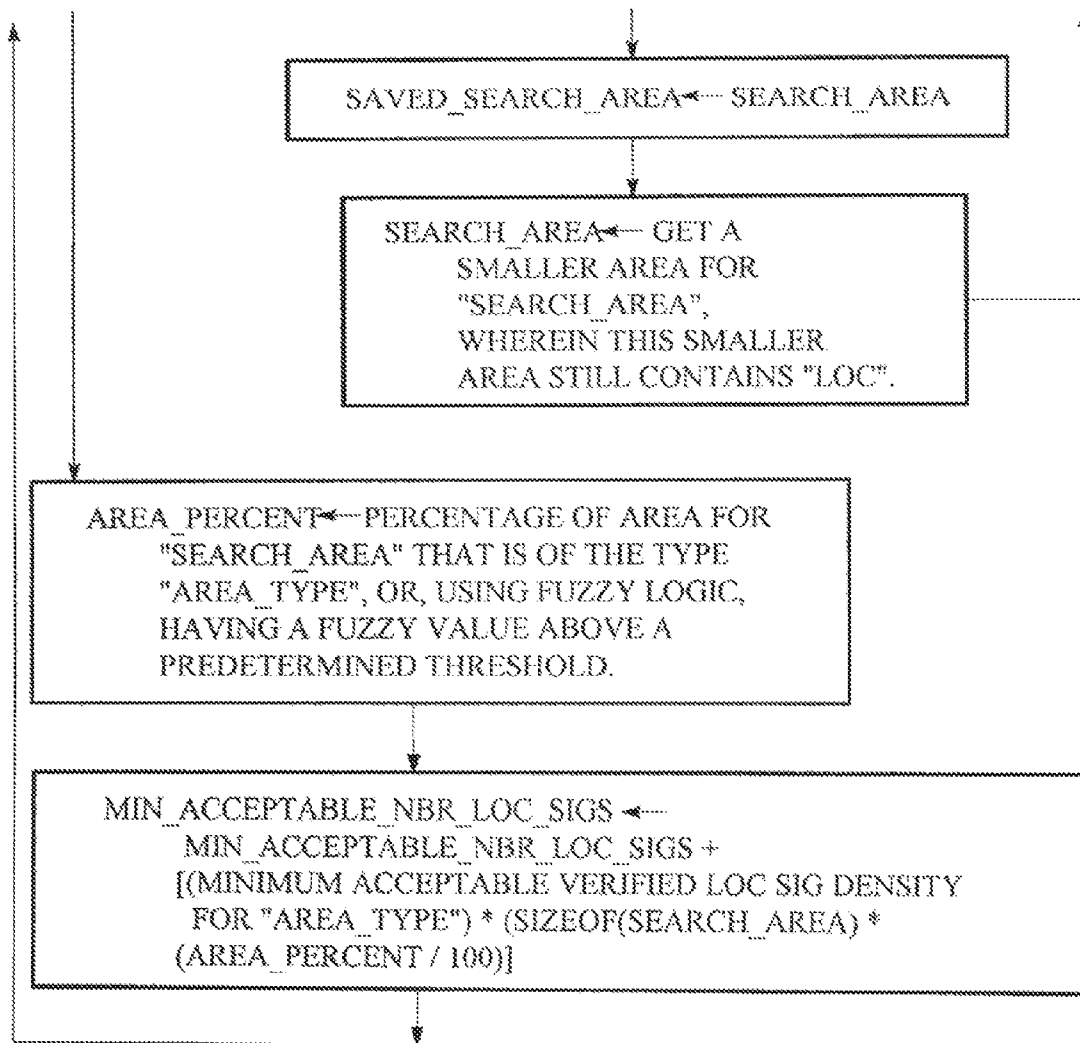 SAVED_SEARCH_AREA ← SEARCH_AREA
SEARCH_AREA ← GET A
SMALLER AREA FOR
"SEARCH_AREA",
WHEREIN THIS SMALLER
AREA STILL CONTAINS "LOC".
AREA_PERCENT ← PERCENTAGE OF AREA FOR
"SEARCH_AREA" THAT IS OF THE TYPE
"AREA_TYPE", OR, USING FUZZY LOGIC,
HAVING A FUZZY VALUE ABOVE A
PREDETERMINED THRESHOLD.
MIN_ACCEPTABLE_NBR_LOC_SIGS ←
MIN_ACCEPTABLE_NBR_LOC_SIGS +
[(MINIMUM ACCEPTABLE VERIFIED LOC SIG DENSITY
FOR "AREA_TYPE") * (SIZEOF(SEARCH_AREA) *
(AREA_PERCENT / 100)]